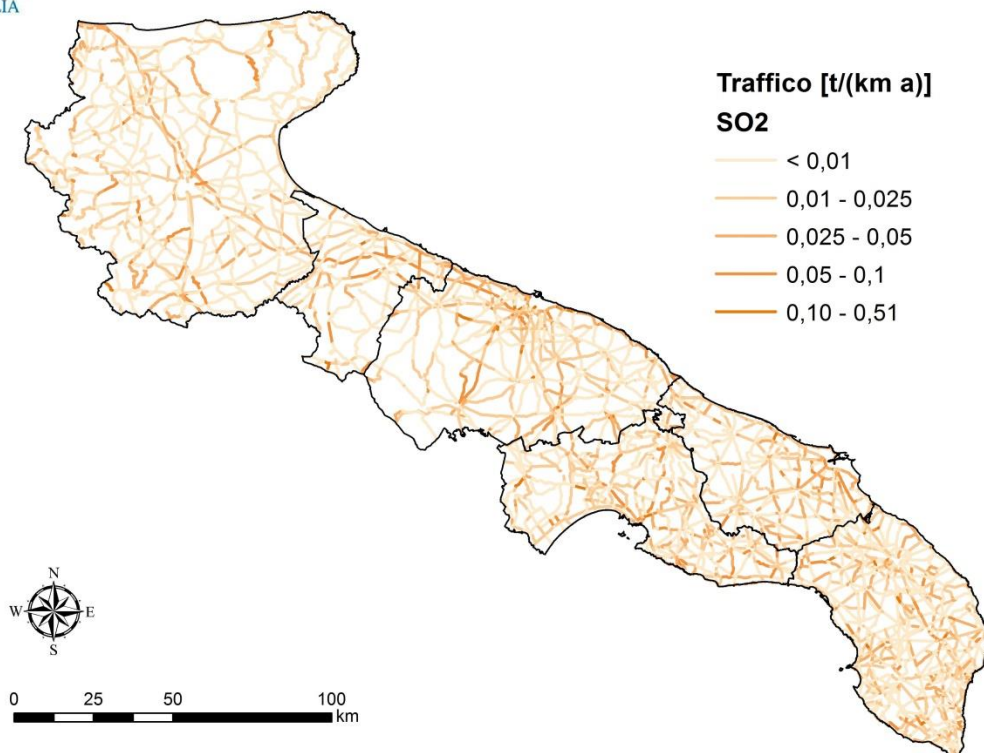 LIA
Traffico [t/(km a)]
SO2
< 0,01
0,01 - 0,025
0,025 - 0,05
0,05 - 0,1
0,10 - 0,51
N
W E
S
0 25 50 100
km